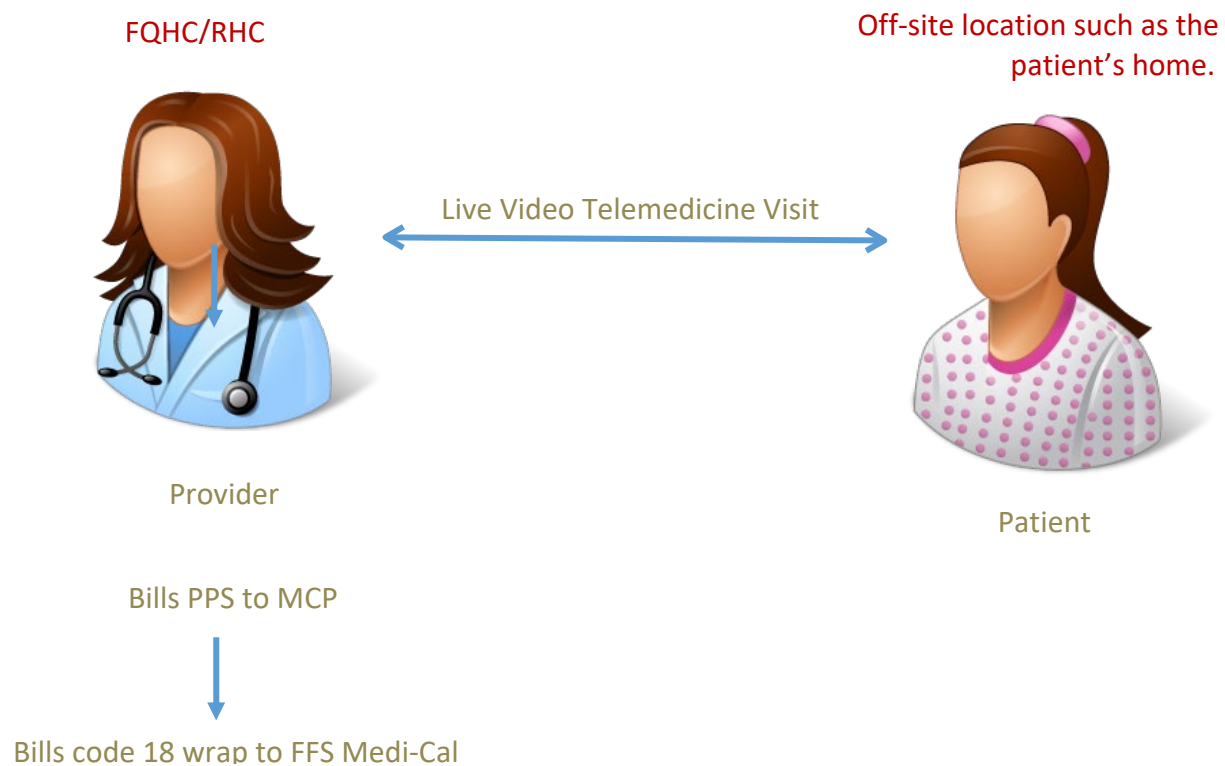 FQHC/RHC
Off-site location such as the
patient’s home.
Live Video Telemedicine Visit
Provider
Patient
Bills PPS to MCP
Bills code 18 wrap to FFS Medi-Cal